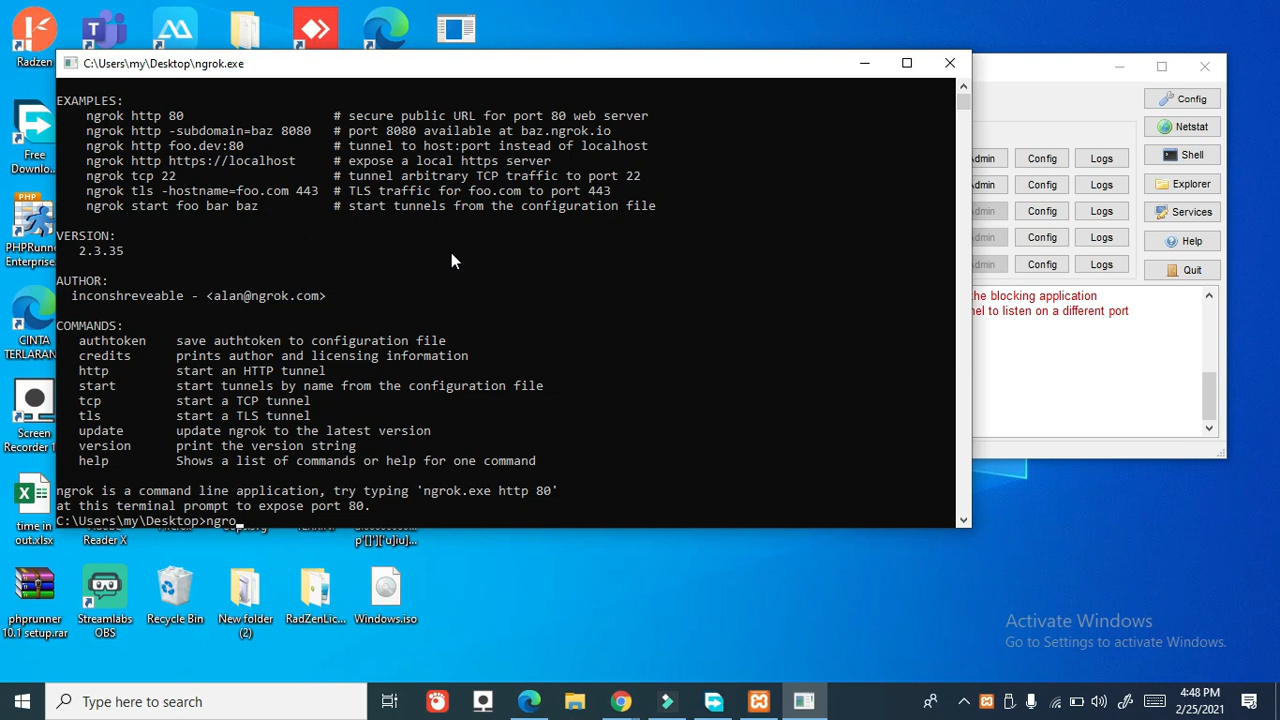 Radzen
C:\Users\my\Desktop\ngrok.exe
EXAMPLES:
ngrok http 80 # secure public URL for port 80 web server
ngrok http -subdomain=baz 8080 # port 8080 available at baz.ngrok.io
ngrok http foo.dev:80 # tunnel to host:port instead of localhost
ngrok http https://localhost # expose a local https server
ngrok tcp 22 # tunnel arbitrary TCP traffic to port 22
ngrok tls -hostname=foo.com 443 # TLS traffic for foo.com to port 443
ngrok start foo bar baz # start tunnels from the configuration file
VERSION:
2.3.35
AUTHOR:
inconshreveable - <alan@ngrok.com>
COMMANDS:
authtoken save authtoken to configuration file
credits prints author and licensing information
http start an HTTP tunnel
start start tunnels by name from the configuration file
tcp start a TCP tunnel
tls start a TLS tunnel
update update ngrok to the latest version
version print the version string
help Shows a list of commands or help for one command
ngrok is a command line application, try typing 'ngrok.exe http 80'
at this terminal prompt to expose port 80.
C:\Users\my\Desktop>ngro
Config
Netstat
Shell
Explorer
Services
Help
Quit
dmin Config Logs
dmin Config Logs
Admin Config Logs
Admin Config Logs
Admin Config Logs
the blocking application
nel to listen on a different port
Free
Downlo...
PHP
PHPRunn
Enterprise...
CINTA
TERLARAN
Screen
Recorder 1
time in
out.xlsx
Reader X
p'[]'['u]iu]...
phprunner
10.1 setup.rar
Streamlabs
OBS
Recycle Bin
New folder
(2)
RadZenLic...
Windows.iso
Activate Windows
Go to Settings to activate Windows.
Type here to search
4:48 PM
2/25/2021